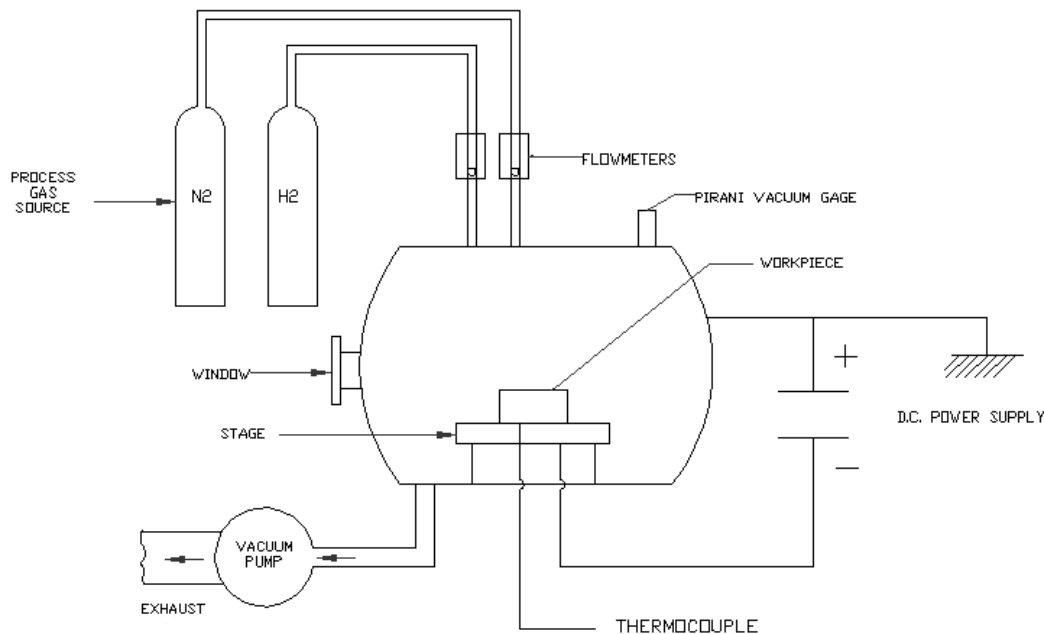 PROCESS
GAS
SOURCE
N2
H2
FLOWMETERS
PIRANI VACUUM GAGE
WORKPIECE
WINDOW
+
D.C. POWER SUPPLY
STAGE
−
VACUUM
PUMP
EXHAUST
THERMOCOUPLE